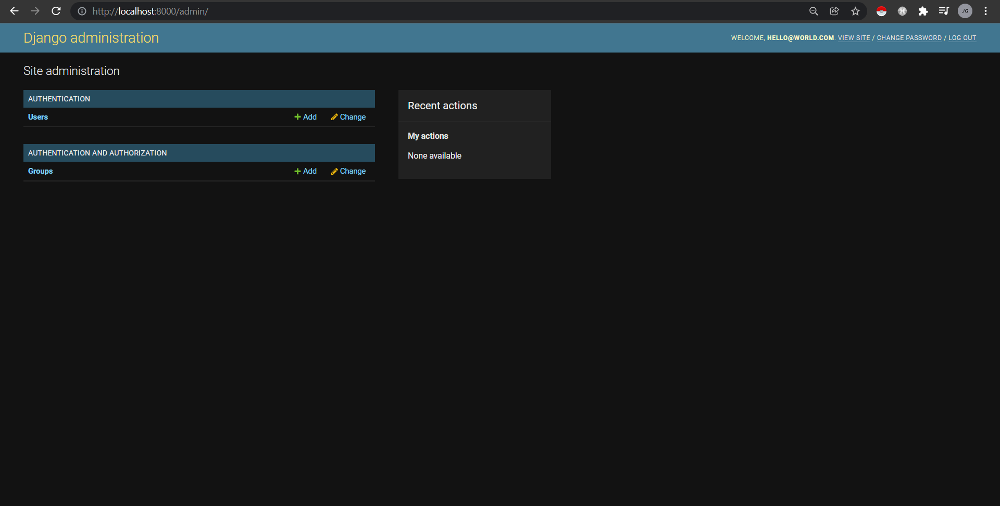 http://localhost:8000/admin/
JG
Django administration
WELCOME, HELLO@WORLD.COM. VIEW SITE / CHANGE PASSWORD / LOG OUT
Site administration
AUTHENTICATION
Users Add Change
AUTHENTICATION AND AUTHORIZATION
Groups Add Change
Recent actions
My actions
None available